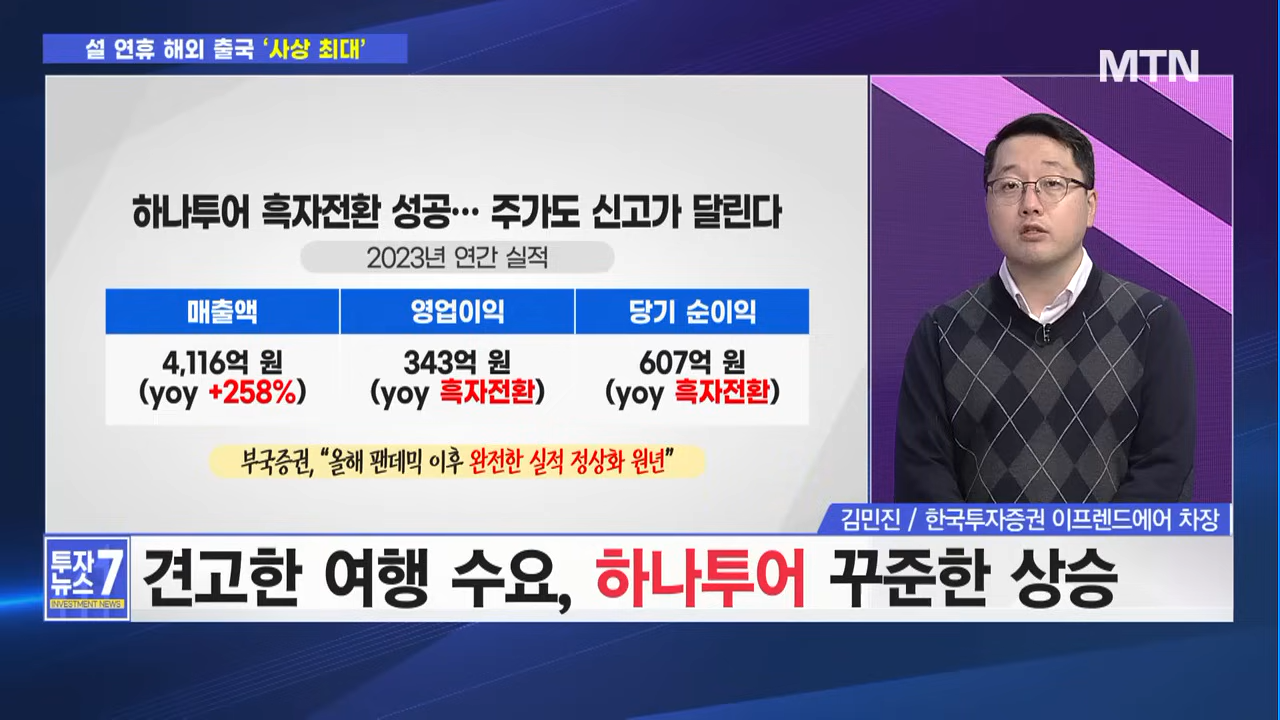 설 연휴 해외 출국 ‘사상 최대’
MTN
하나투어 흑자전환 성공… 주가도 신고가 달린다
2023년 연간 실적
매출액 영업이익 당기 순이익
4,116억 원 343억 원 607억 원
(yoy +258%) (yoy 흑자전환) (yoy 흑자전환)
부국증권, “올해 팬데믹 이후 완전한 실적 정상화 원년”
김민진 / 한국투자증권 이프렌드에어 차장
투자
뉴스7
INVESTMENT NEWS
견고한 여행 수요, 하나투어 꾸준한 상승